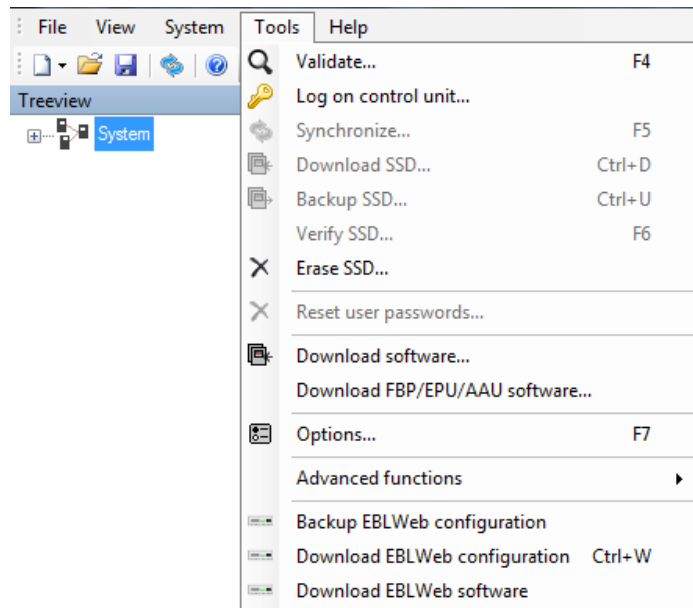 File View System Tools Help
Treeview
System
Validate... F4
Log on control unit...
Synchronize... F5
Download SSD... Ctrl+D
Backup SSD... Ctrl+U
Verify SSD... F6
Erase SSD...
Reset user passwords...
Download software...
Download FBP/EPU/AAU software...
Options... F7
Advanced functions
Backup EBLWeb configuration
Download EBLWeb configuration Ctrl+W
Download EBLWeb software